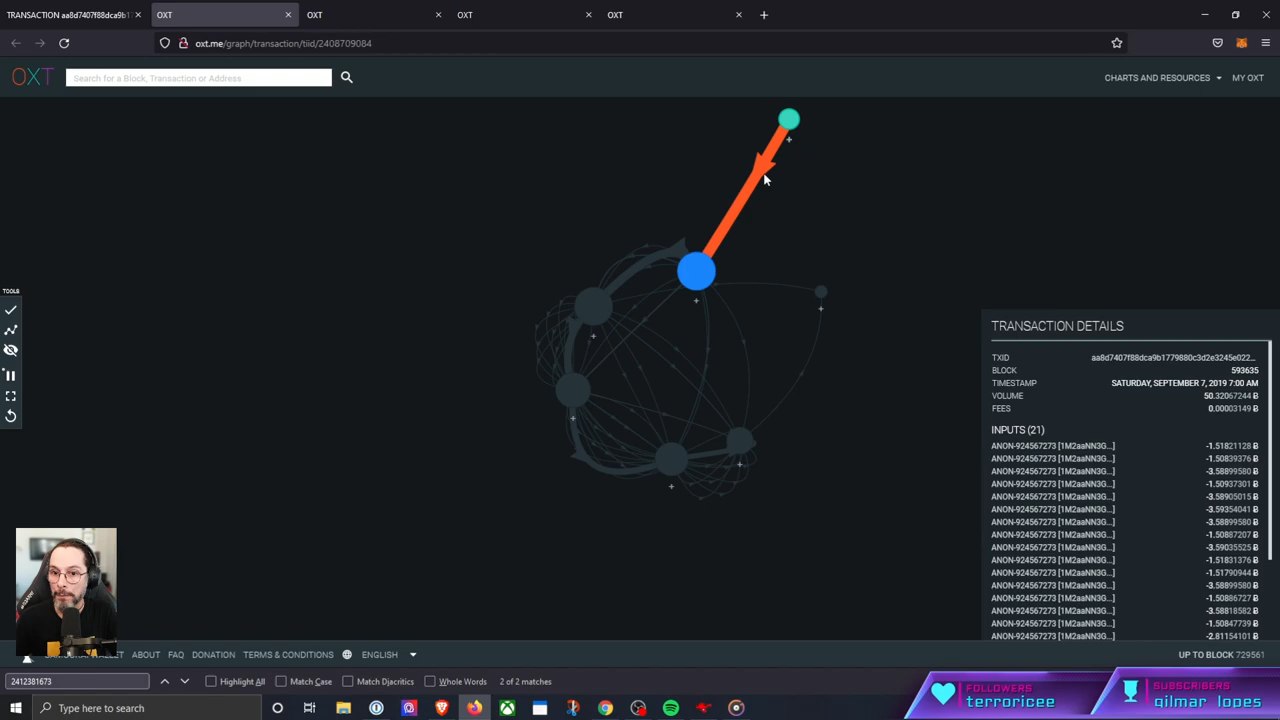 TRANSACTION aa8d7407f88dca9b17
OXT
OXT
OXT
OXT
oxt.me/graph/transaction/tiid/2408709084
OXT
Search for a Block, Transaction or Address
CHARTS AND RESOURCES
MY OXT
TOOLS
TRANSACTION DETAILS
TXID aa8d7407f88dca9b1779880c3d2e3245e022...
BLOCK 593635
TIMESTAMP SATURDAY, SEPTEMBER 7, 2019 7:00 AM
VOLUME 50.32067244 Ƀ
FEES 0.00003149 Ƀ
INPUTS (21)
ANON-924567273 [1M2aaNN3G...] -1.51821128 Ƀ
ANON-924567273 [1M2aaNN3G...] -1.50839376 Ƀ
ANON-924567273 [1M2aaNN3G...] -3.58899580 Ƀ
ANON-924567273 [1M2aaNN3G...] -1.50937301 Ƀ
ANON-924567273 [1M2aaNN3G...] -3.58905015 Ƀ
ANON-924567273 [1M2aaNN3G...] -3.59354041 Ƀ
ANON-924567273 [1M2aaNN3G...] -3.58899580 Ƀ
ANON-924567273 [1M2aaNN3G...] -1.50887207 Ƀ
ANON-924567273 [1M2aaNN3G...] -3.59035525 Ƀ
ANON-924567273 [1M2aaNN3G...] -1.51831376 Ƀ
ANON-924567273 [1M2aaNN3G...] -1.51790944 Ƀ
ANON-924567273 [1M2aaNN3G...] -3.58899580 Ƀ
ANON-924567273 [1M2aaNN3G...] -1.50886727 Ƀ
ANON-924567273 [1M2aaNN3G...] -3.58818582 Ƀ
ANON-924567273 [1M2aaNN3G...] -1.50847739 Ƀ
ANON-924567273 [1M2aaNN3G...] -2.81154101 Ƀ
WALLET
ABOUT
FAQ
DONATION
TERMS & CONDITIONS
ENGLISH
UP TO BLOCK 729561
2412381673
Highlight All
Match Case
Match Diacritics
Whole Words
2 of 2 matches
Type here to search
FOLLOWERS
terroricee
SUBSCRIBERS
gilmar_lopes